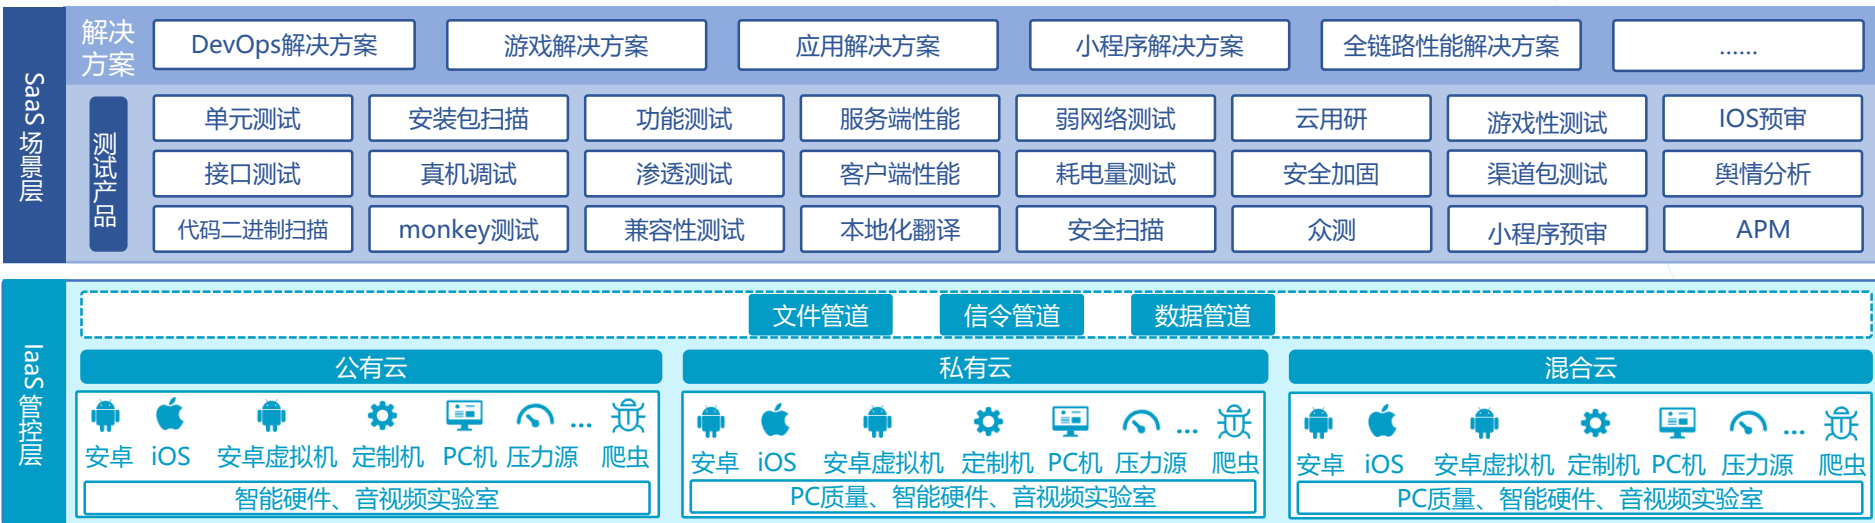 SaaS 场景层
解决方案
DevOps解决方案
游戏解决方案
应用解决方案
小程序解决方案
全链路性能解决方案
......
测试产品
单元测试
安装包扫描
功能测试
服务端性能
弱网络测试
云用研
游戏性测试
IOS预审
接口测试
真机调试
渗透测试
客户端性能
耗电量测试
安全加固
渠道包测试
舆情分析
代码二进制扫描
monkey测试
兼容性测试
本地化翻译
安全扫描
众测
小程序预审
APM
IaaS 管控层
文件管道
信令管道
数据管道
公有云
安卓
iOS
安卓虚拟机
定制机
PC机
压力源
...
爬虫
智能硬件、音视频实验室
私有云
安卓
iOS
安卓虚拟机
定制机
PC机
压力源
...
爬虫
PC质量、智能硬件、音视频实验室
混合云
安卓
iOS
安卓虚拟机
定制机
PC机
压力源
...
爬虫
PC质量、智能硬件、音视频实验室